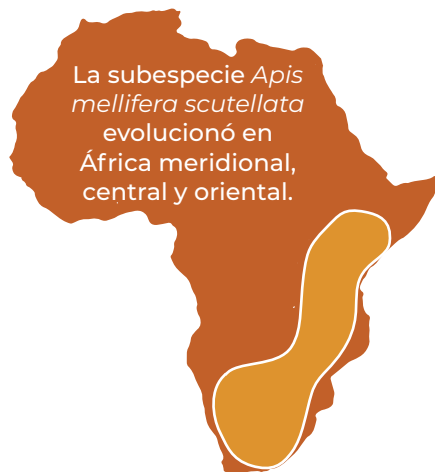 La subespecie Apis
mellifera scutellata
evolucionó en
África meridional,
central y oriental.